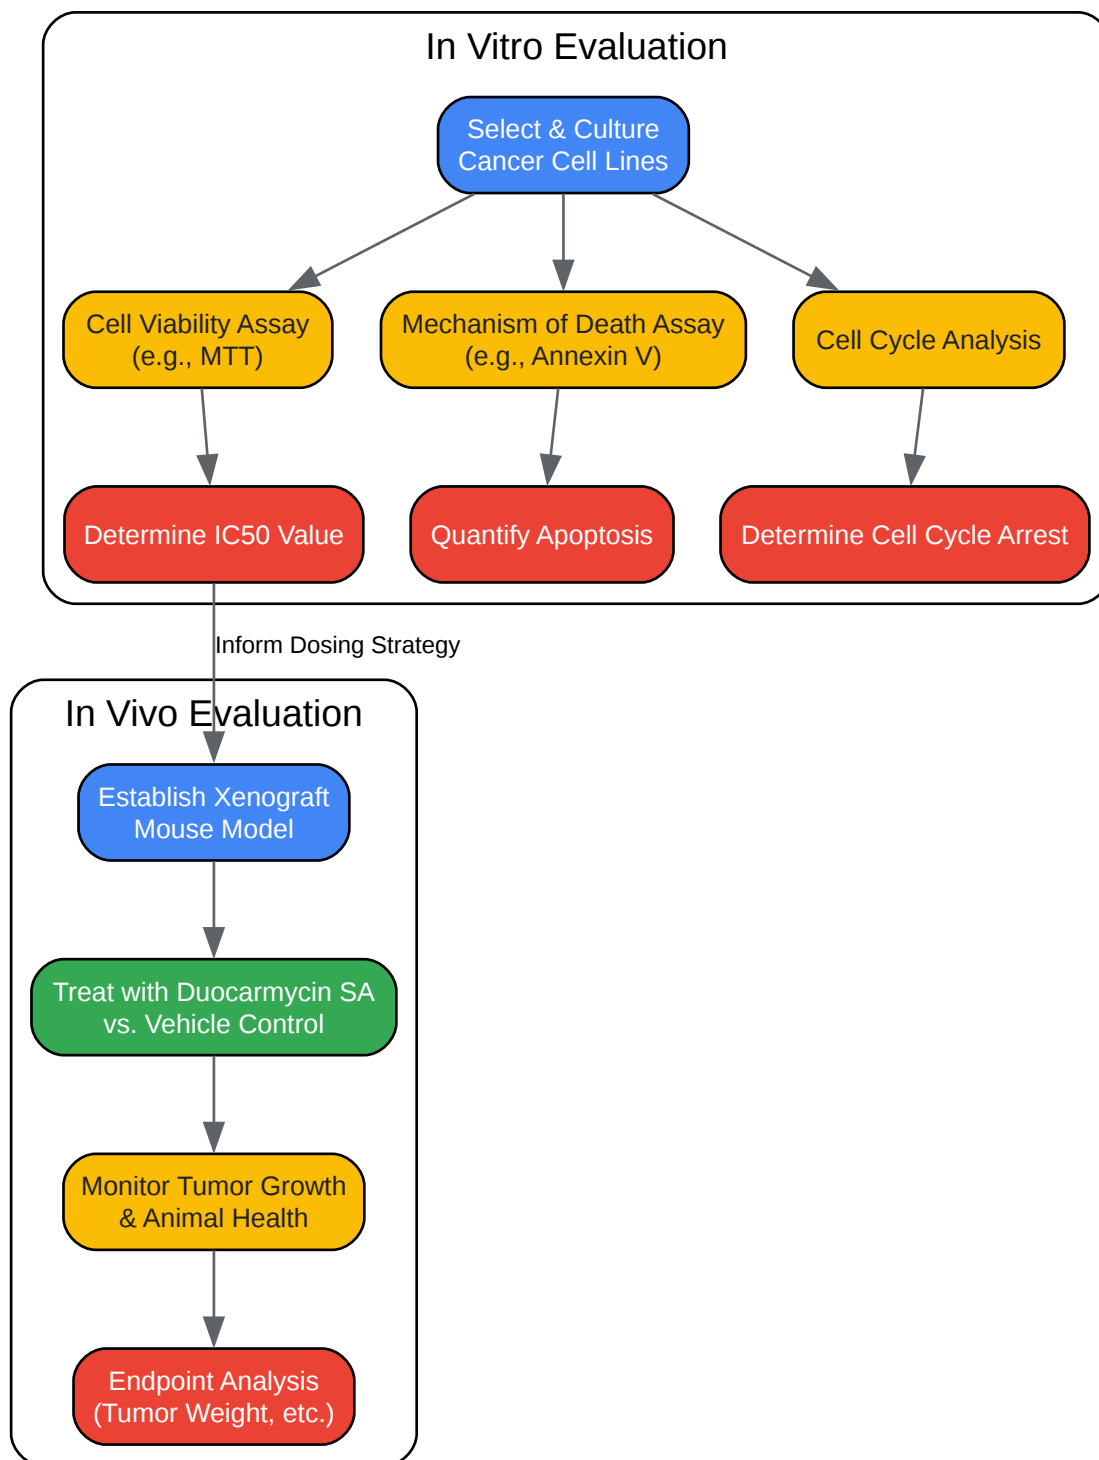 In Vitro Evaluation
Select & Culture
Cancer Cell Lines
Cell Viability Assay
(e.g., MTT)
Mechanism of Death Assay
(e.g., Annexin V)
Cell Cycle Analysis
Determine IC50 Value
Quantify Apoptosis
Determine Cell Cycle Arrest
Inform Dosing Strategy
In Vivo Evaluation
Establish Xenograft
Mouse Model
Treat with Duocarmycin SA
vs. Vehicle Control
Monitor Tumor Growth
& Animal Health
Endpoint Analysis
(Tumor Weight, etc.)